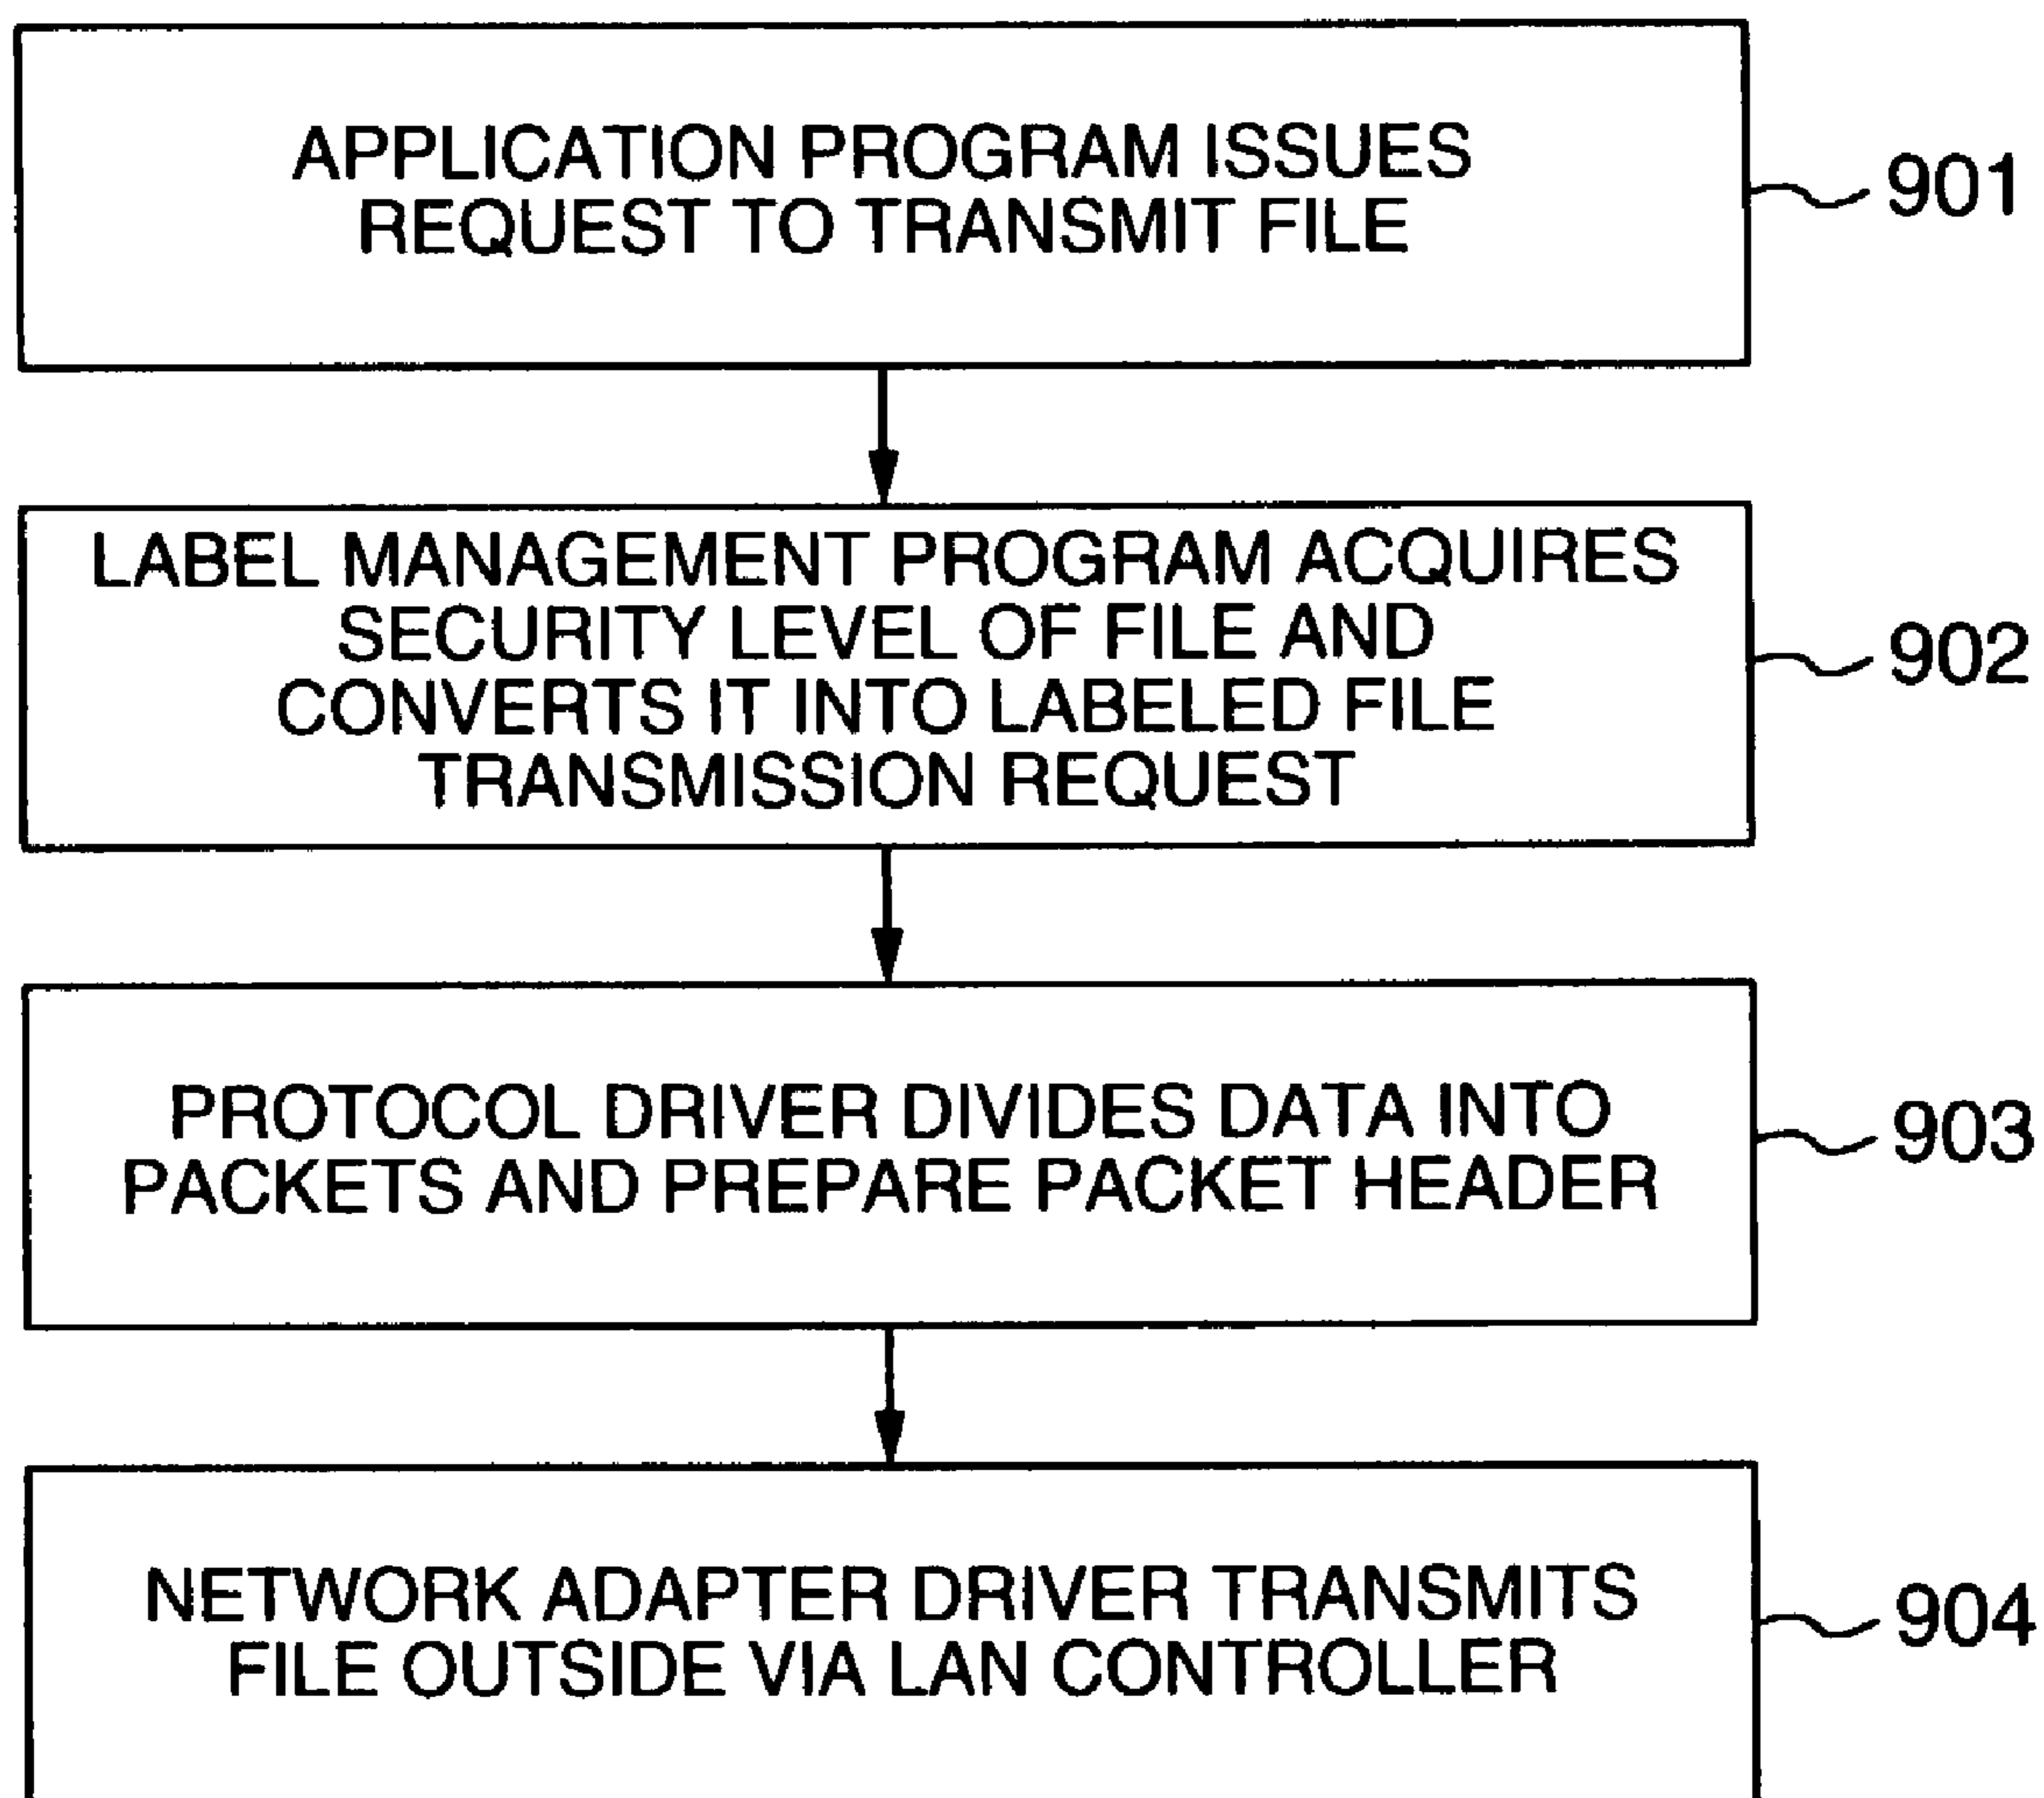 APPLICATION PROGRAM ISSUES
REQUEST TO TRANSMIT FILE
901
LABEL MANAGEMENT PROGRAM ACQUIRES
SECURITY LEVEL OF FILE AND
CONVERTS IT INTO LABELED FILE
TRANSMISSION REQUEST
902
PROTOCOL DRIVER DIVIDES DATA INTO
PACKETS AND PREPARE PACKET HEADER
903
NETWORK ADAPTER DRIVER TRANSMITS
FILE OUTSIDE VIA LAN CONTROLLER
904